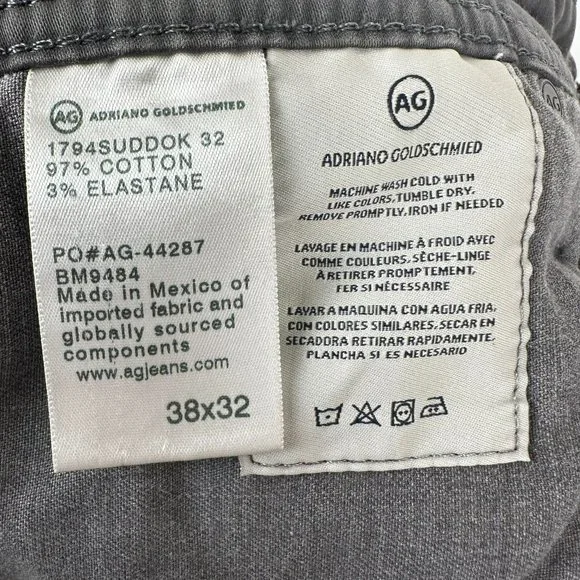 AG ADRIANO GOLDSCHMIED
1794SUDDOK 32
97% COTTON
3% ELASTANE
PO#AG-44287
BM9484
Made in Mexico of
imported fabric and
globally sourced
components
www.agjeans.com
38x32
AG
ADRIANO GOLDSCHMIED
MACHINE WASH COLD WITH
LIKE COLORS, TUMBLE DRY.
REMOVE PROMPTLY, IRON IF NEEDED
LAVAGE EN MACHINE À FROID AVEC
COMME COULEURS, SÈCHE-LINGE
À RETIRER PROMPTEMENT,
FER SI NÉCESSAIRE
LAVAR A MAQUINA CON AGUA FRIA,
CON COLORES SIMILARES, SECAR EN
SECADORA RETIRAR RAPIDAMENTE,
PLANCHA SI ES NECESARIO
AG